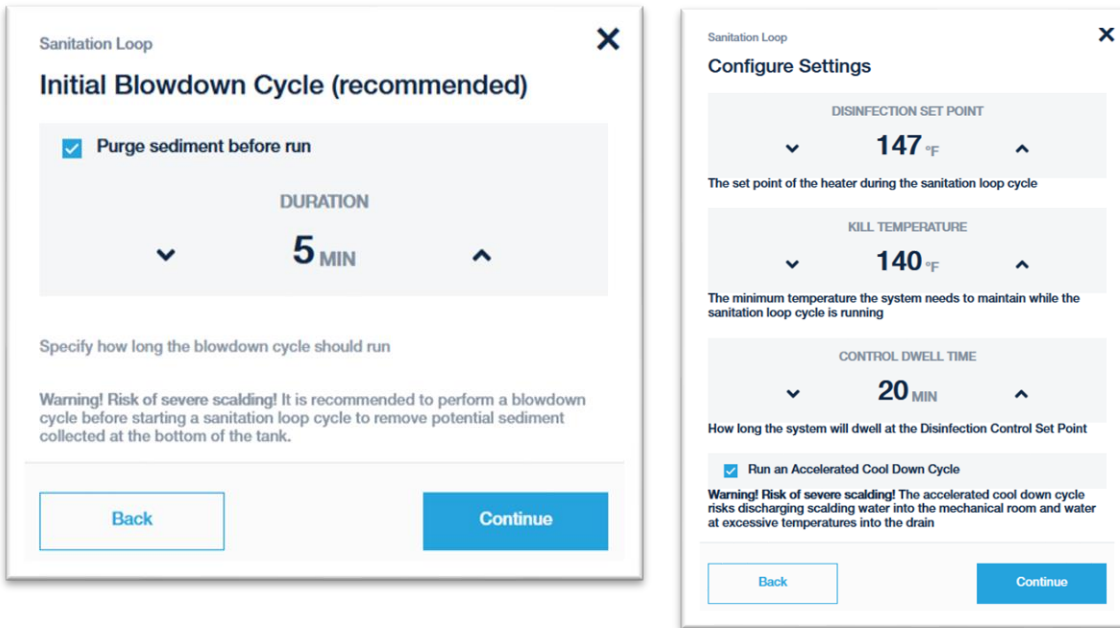 Sanitation Loop
Initial Blowdown Cycle (recommended)
Purge sediment before run
DURATION
5 MIN
Specify how long the blowdown cycle should run
Warning! Risk of severe scalding! It is recommended to perform a blowdown
cycle before starting a sanitation loop cycle to remove potential sediment
collected at the bottom of the tank.
Back
Continue
Sanitation Loop
Configure Settings
DISINFECTION SET POINT
147 °F
The set point of the heater during the sanitation loop cycle
KILL TEMPERATURE
140 °F
The minimum temperature the system needs to maintain while the
sanitation loop cycle is running
CONTROL DWELL TIME
20 MIN
How long the system will dwell at the Disinfection Control Set Point
Run an Accelerated Cool Down Cycle
Warning! Risk of severe scalding! The accelerated cool down cycle
risks discharging scalding water into the mechanical room and water
at excessive temperatures into the drain
Back
Continue